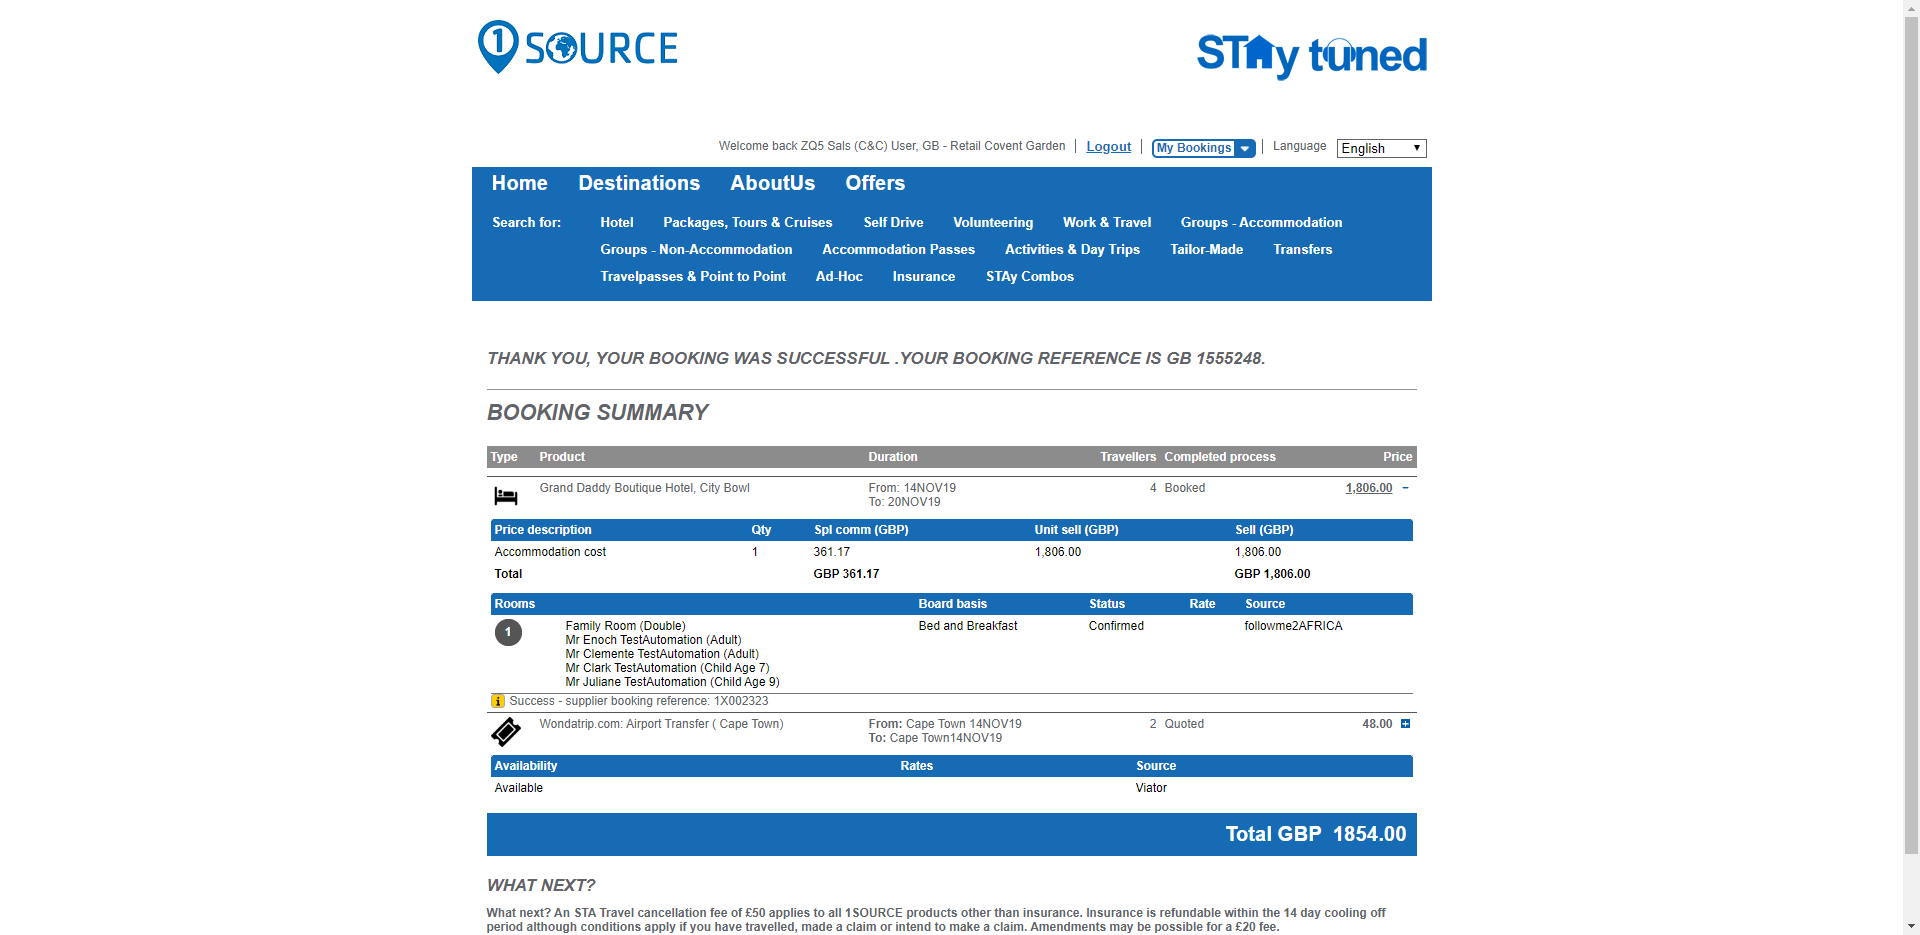 1 SOURCE
STAy tuned
Welcome back ZQ5 Sals (C&C) User, GB - Retail Covent Garden Logout My Bookings Language English
Home Destinations AboutUs Offers
Search for: Hotel Packages, Tours & Cruises Self Drive Volunteering Work & Travel Groups - Accommodation
Groups - Non-Accommodation Accommodation Passes Activities & Day Trips Tailor-Made Transfers
Travelpasses & Point to Point Ad-Hoc Insurance STAy Combos
THANK YOU, YOUR BOOKING WAS SUCCESSFUL .YOUR BOOKING REFERENCE IS GB 1555248.
BOOKING SUMMARY
Type Product Duration Travellers Completed process Price
Grand Daddy Boutique Hotel, City Bowl From: 14NOV19 4 Booked 1,806.00 −
To: 20NOV19
Price description Qty Spl comm (GBP) Unit sell (GBP) Sell (GBP)
Accommodation cost 1 361.17 1,806.00 1,806.00
Total GBP 361.17 GBP 1,806.00
Rooms Board basis Status Rate Source
1 Family Room (Double) Bed and Breakfast Confirmed followme2AFRICA
Mr Enoch TestAutomation (Adult)
Mr Clemente TestAutomation (Adult)
Mr Clark TestAutomation (Child Age 7)
Mr Juliane TestAutomation (Child Age 9)
i Success - supplier booking reference: 1X002323
Wondatrip.com: Airport Transfer ( Cape Town) From: Cape Town 14NOV19 2 Quoted 48.00 +
To: Cape Town14NOV19
Availability Rates Source
Available Viator
Total GBP 1854.00
WHAT NEXT?
What next? An STA Travel cancellation fee of £50 applies to all 1SOURCE products other than insurance. Insurance is refundable within the 14 day cooling off
period although conditions apply if you have travelled, made a claim or intend to make a claim. Amendments may be possible for a £20 fee.